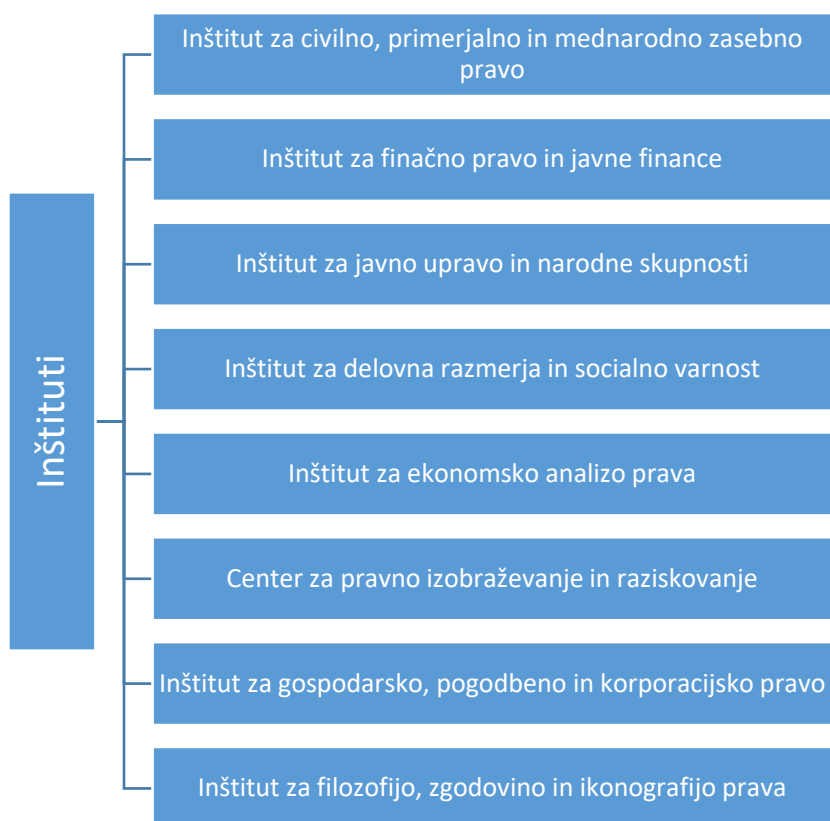 Inštituti
Inštitut za civilno, primerjalno in mednarodno zasebno
pravo
Inštitut za finačno pravo in javne finance
Inštitut za javno upravo in narodne skupnosti
Inštitut za delovna razmerja in socialno varnost
Inštitut za ekonomsko analizo prava
Center za pravno izobraževanje in raziskovanje
Inštitut za gospodarsko, pogodbeno in korporacijsko pravo
Inštitut za filozofijo, zgodovino in ikonografijo prava